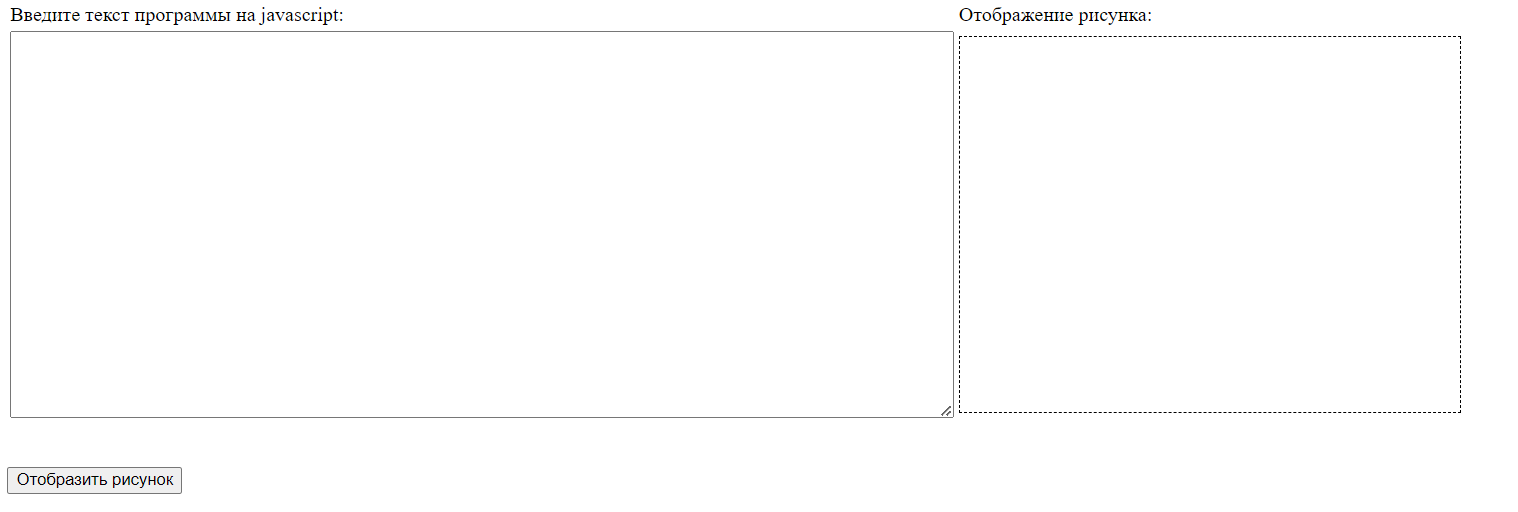 Введите текст программы на javascript:
Отображение рисунка:
Отобразить рисунок